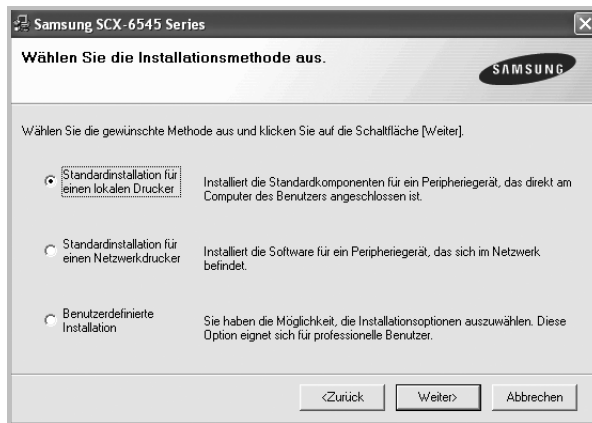 Samsung SCX-6545 Series
Wählen Sie die Installationsmethode aus.
SAMSUNG
Wählen Sie die gewünschte Methode aus und klicken Sie auf die Schaltfläche [Weiter].
Standardinstallation für
einen lokalen Drucker
Installiert die Standardkomponenten für ein Peripheriegerät, das direkt am
Computer des Benutzers angeschlossen ist.
Standardinstallation für
einen Netzwerkdrucker
Installiert die Software für ein Peripheriegerät, das sich im Netzwerk
befindet.
Benutzerdefinierte
Installation
Sie haben die Möglichkeit, die Installationsoptionen auszuwählen. Diese
Option eignet sich für professionelle Benutzer.
<Zurück
Weiter>
Abbrechen